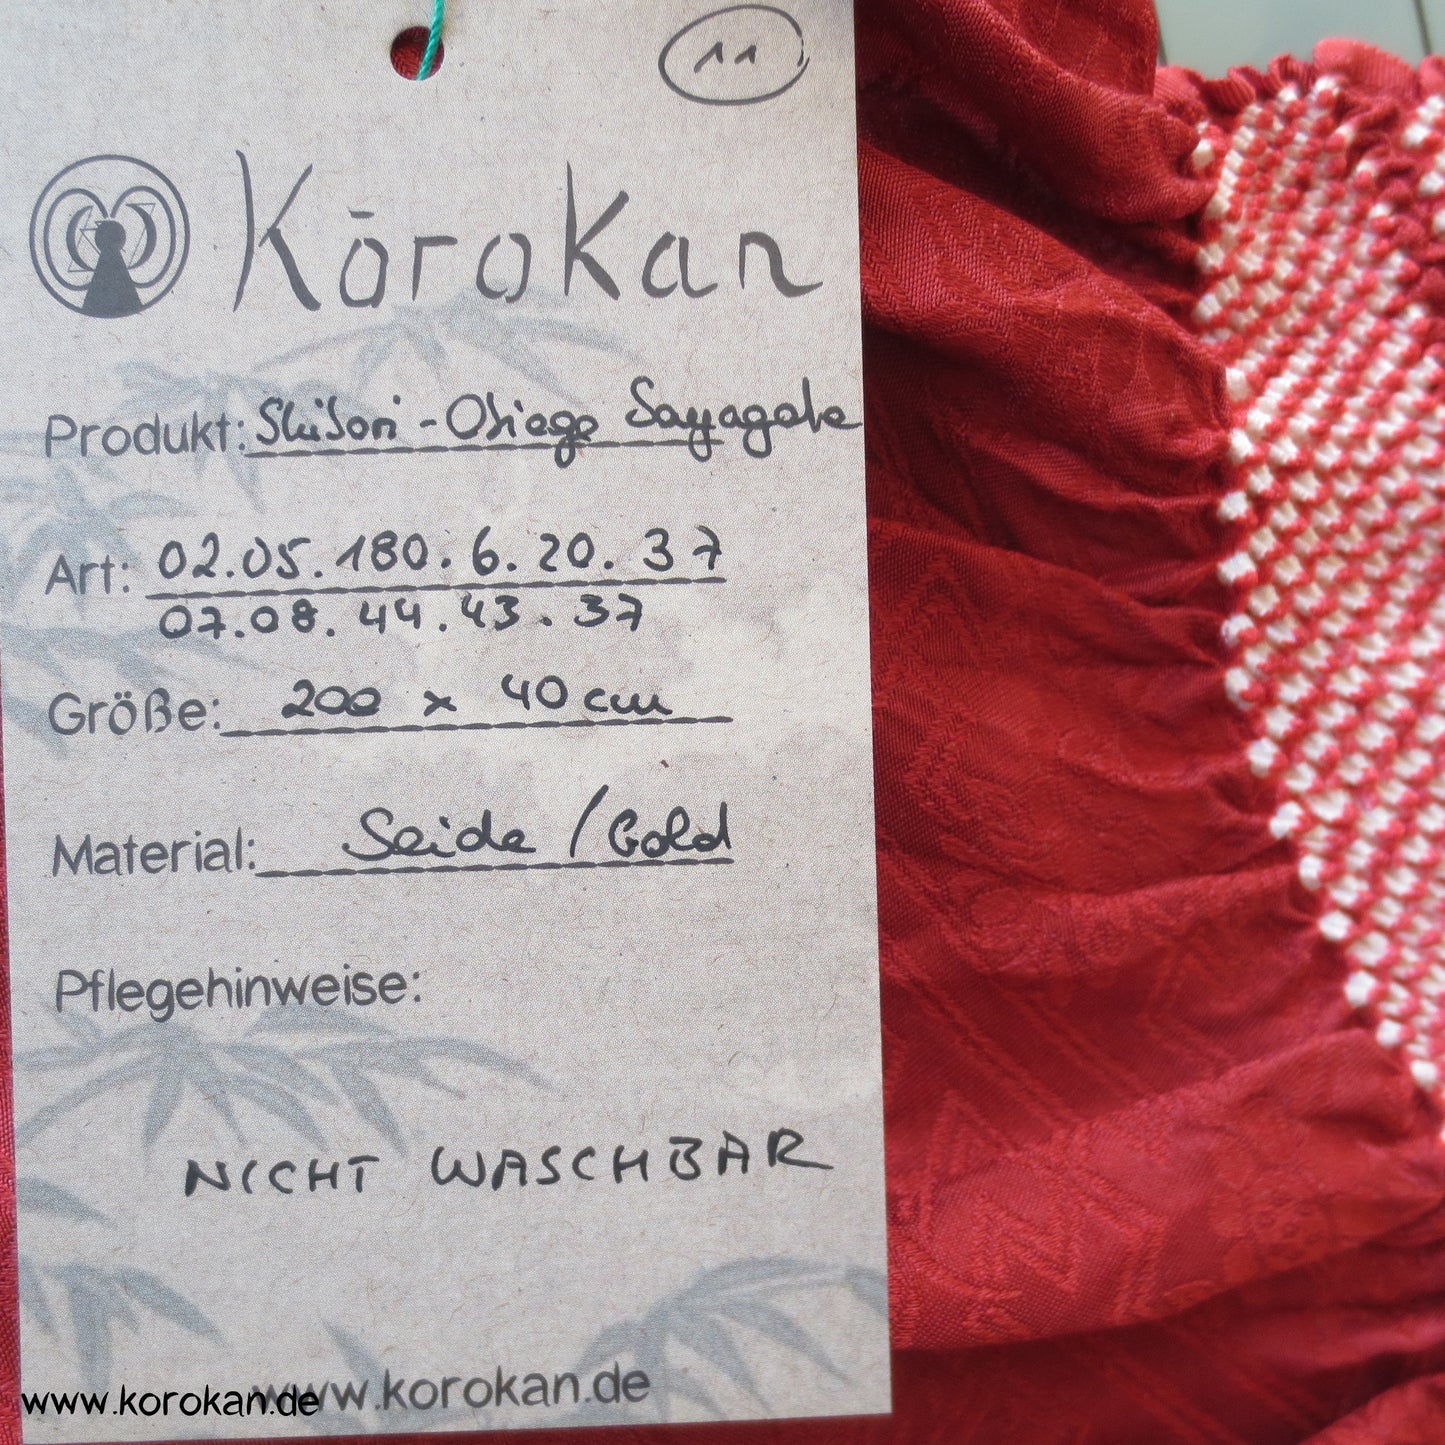 11
Kōrokan
Produkt: Shibori - Obiage Sayagata
Art: 02.05.180.6.20.37
07.08.44.43.37
Größe: 200 x 40 cm
Material: Seide / Gold
Pflegehinweise:
NICHT WASCHBAR
www.korokan.de
www.korokan.de